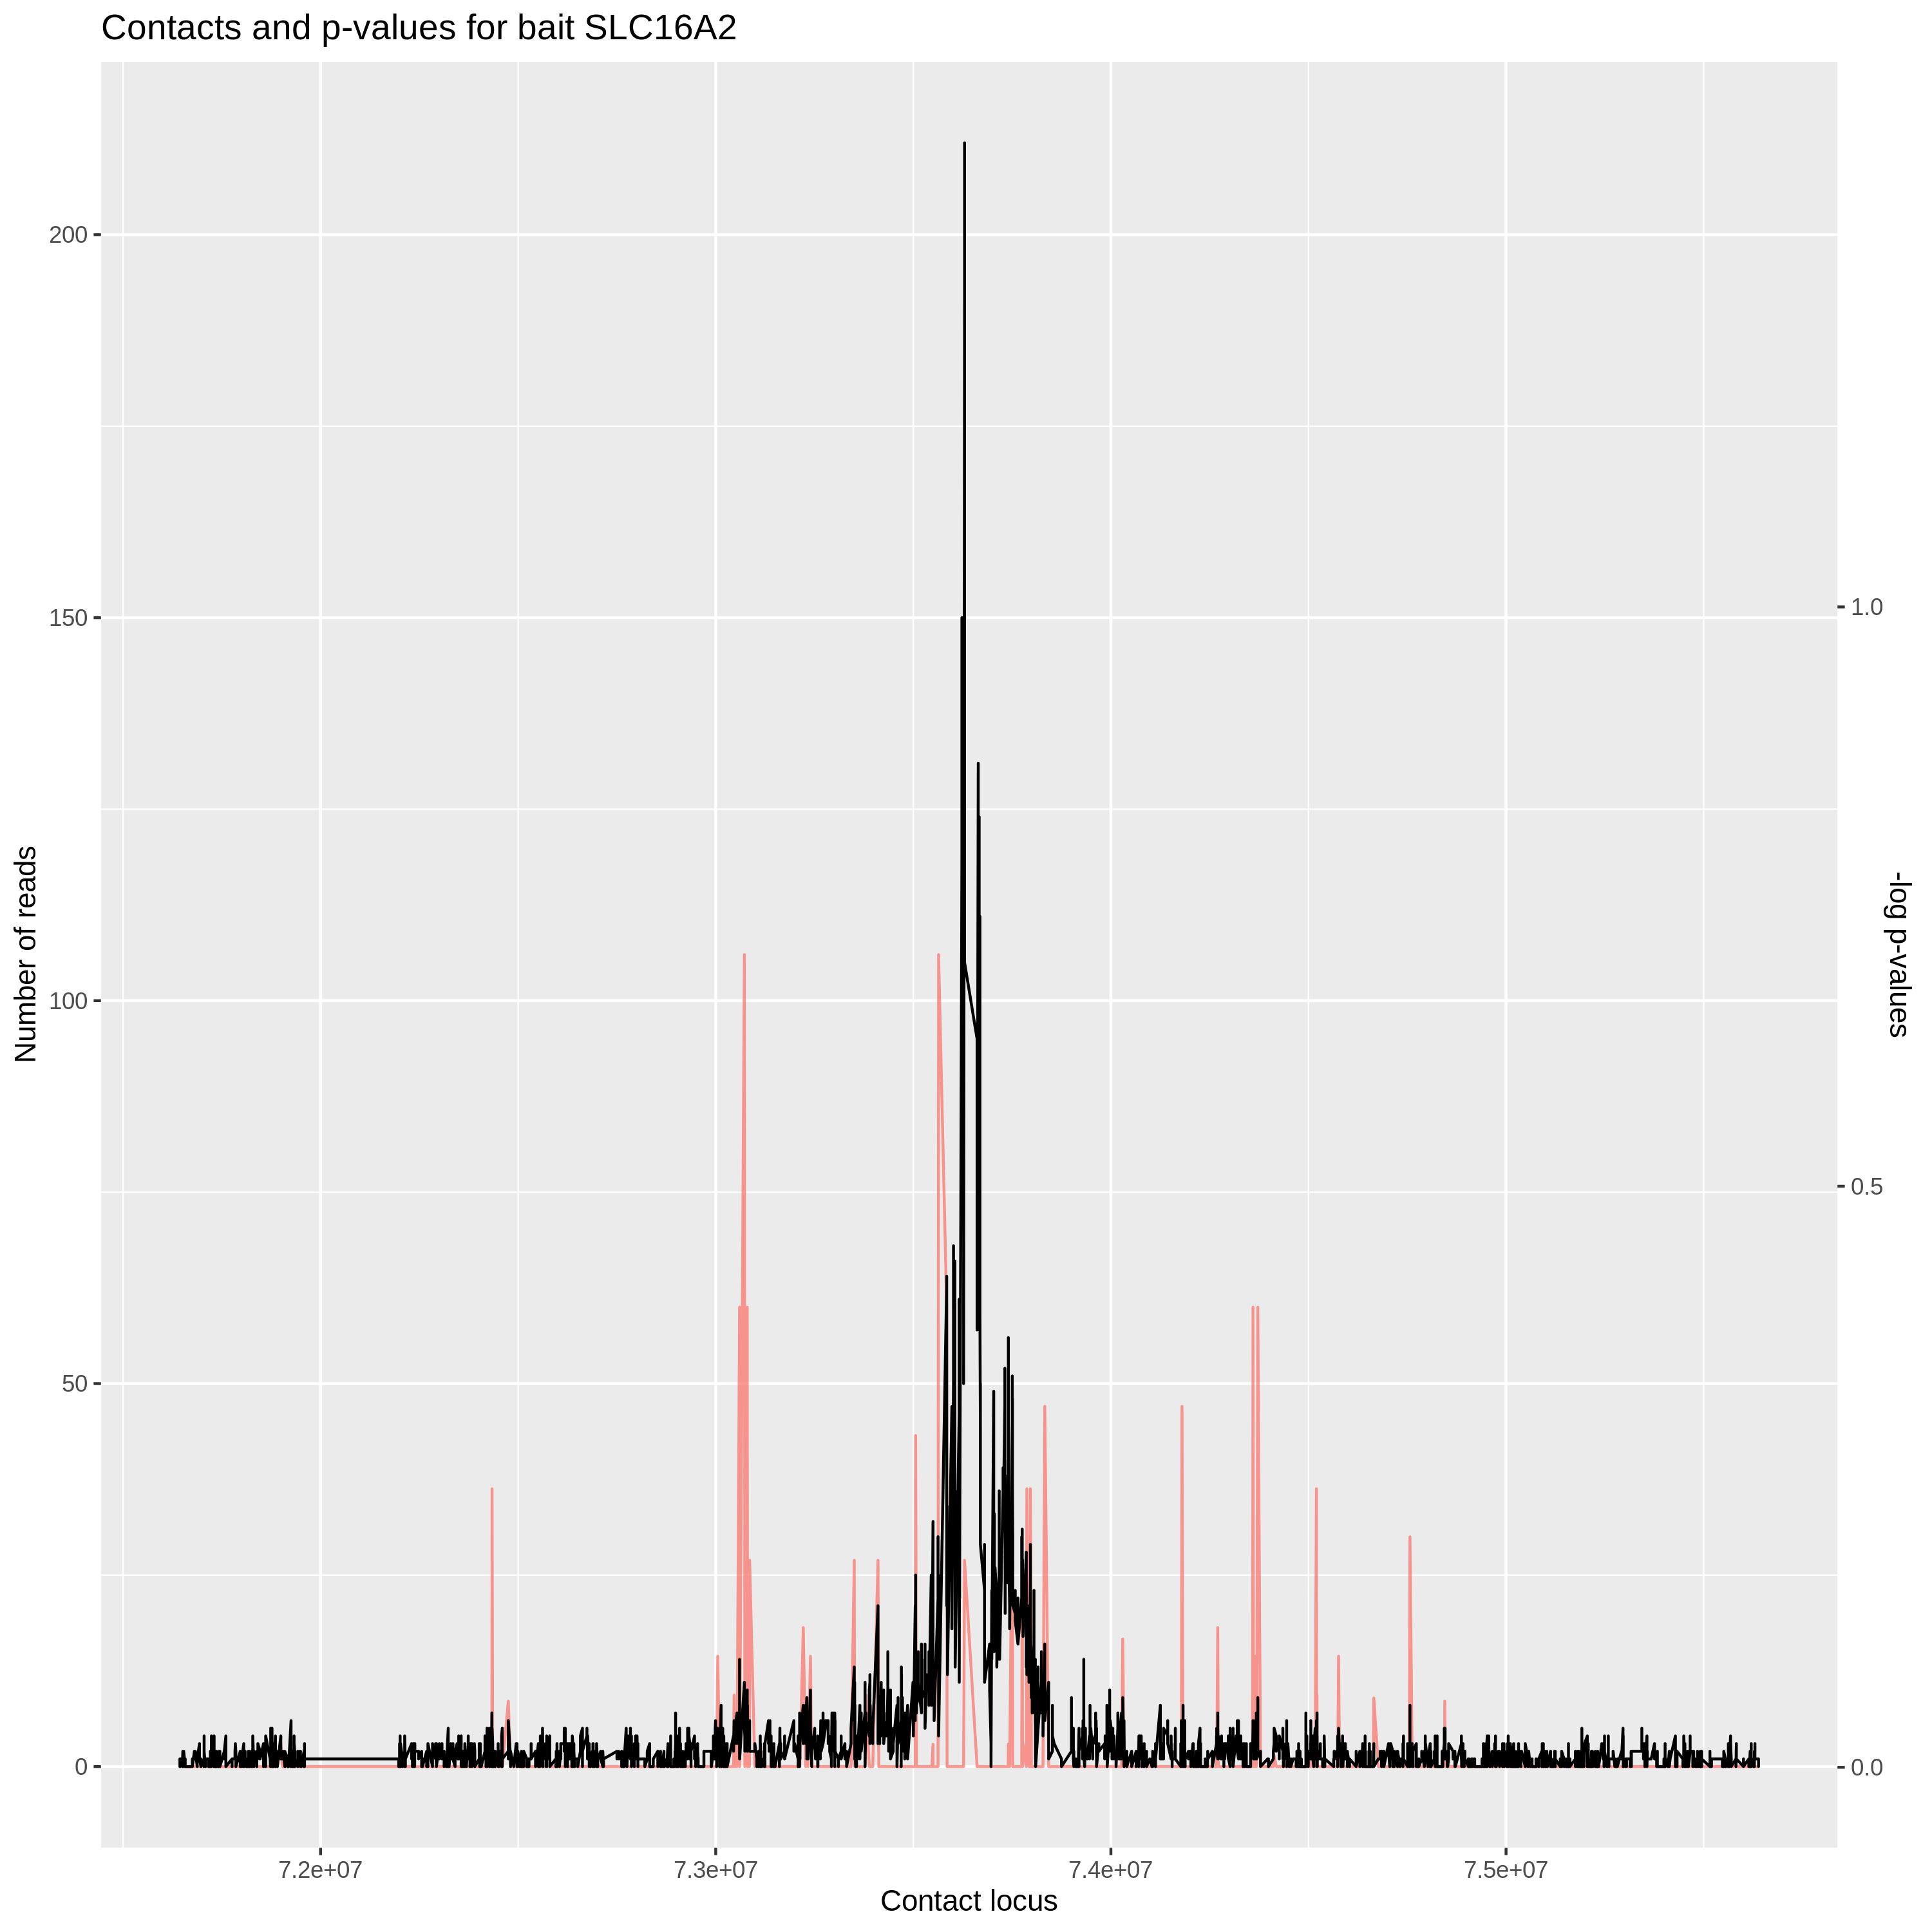 Contacts and p-values for bait SLC16A2
200
150
100
50
0
Number of reads
1.0
0.5
0.0
-log p-values
7.2e+07
7.3e+07
7.4e+07
7.5e+07
Contact locus